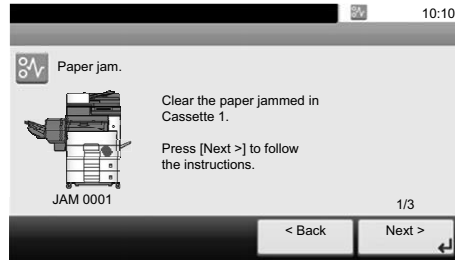 10:10
Paper jam.
Clear the paper jammed in
Cassette 1.
Press [Next >] to follow
the instructions.
JAM 0001
1/3
< Back
Next >